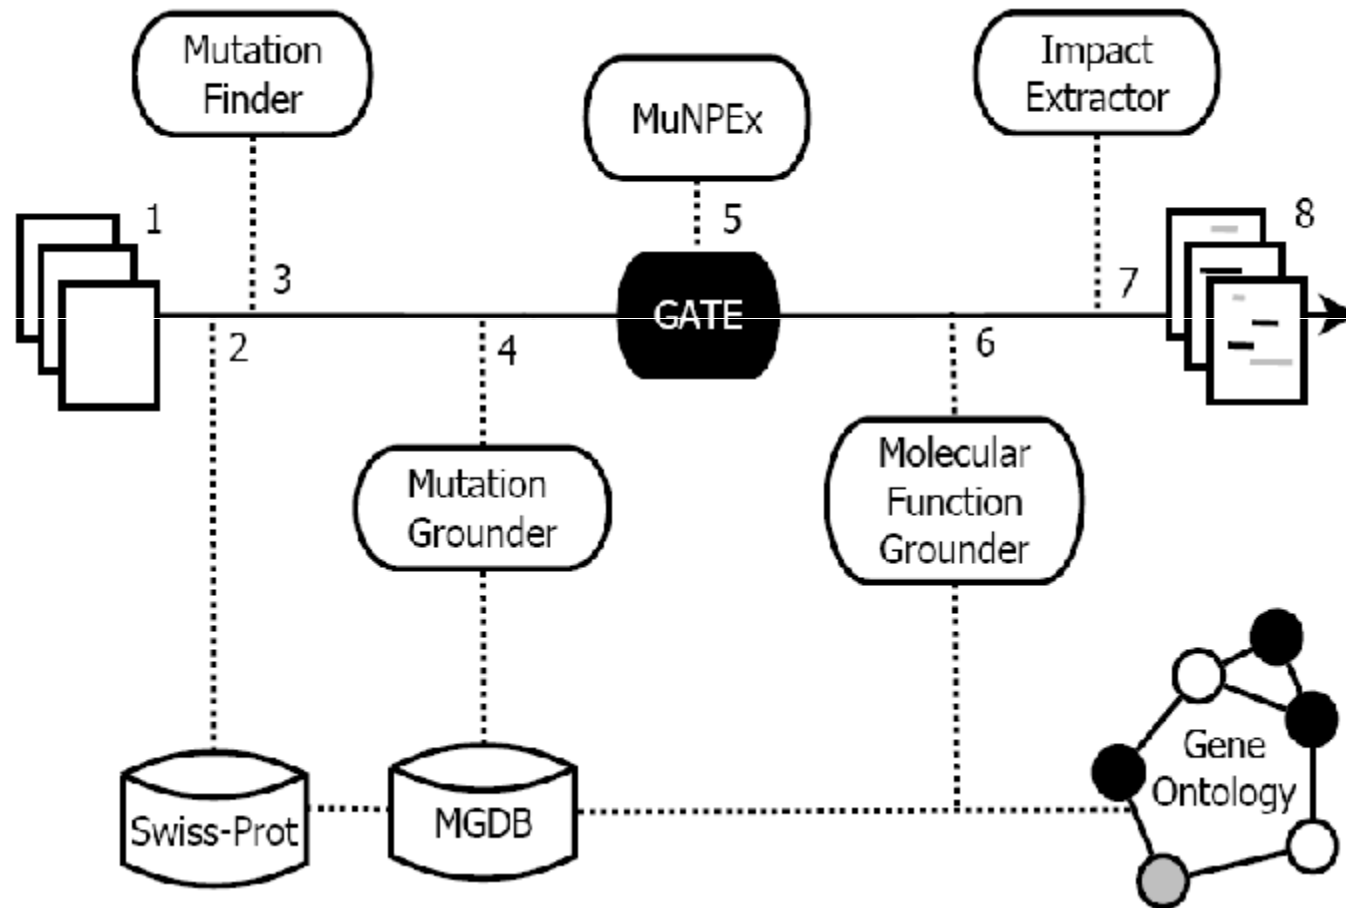 Mutation
Finder
MuNPEx
Impact
Extractor
1
3
5
7
8
GATE
2
4
6
Mutation
Grounder
Molecular
Function
Grounder
Swiss-Prot
MGDB
Gene
Ontology